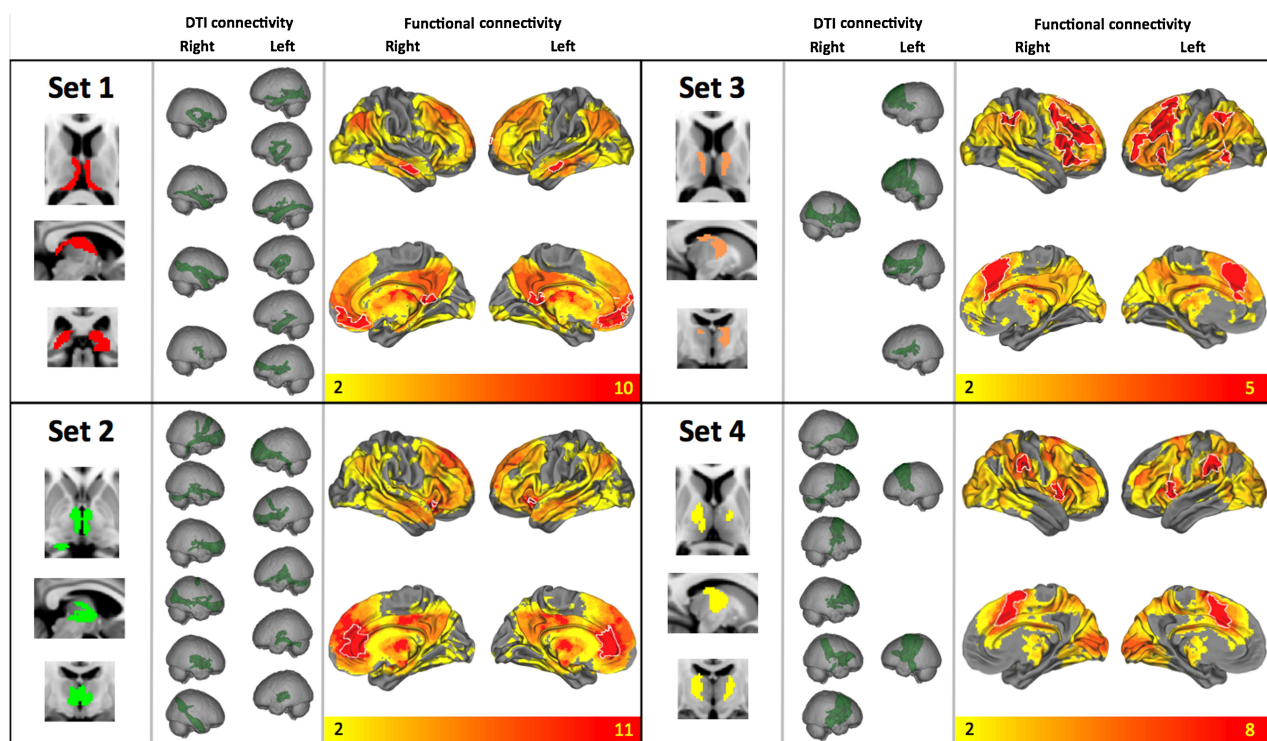 DTI connectivity Functional connectivity DTI connectivity Functional connectivity
Right Left Right Left Right Left Right Left
Set 1
2 10
Set 3
2 5
Set 2
2 11
Set 4
2 8